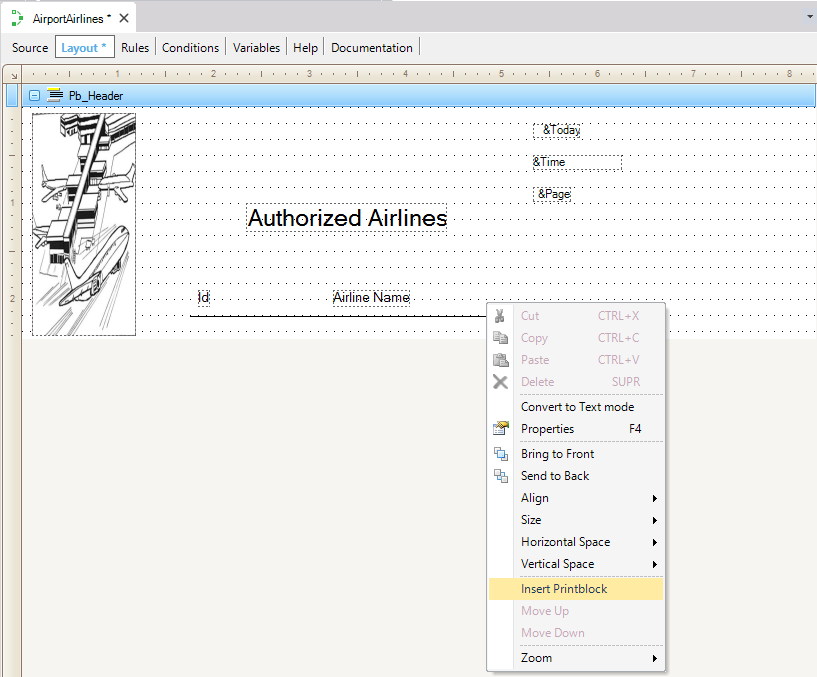 AirportAirlines *
Source Layout * Rules Conditions Variables Help Documentation
1 2 3 4 5 6 7 8
Pb_Header
&Today
&Time
&Page
1
Authorized Airlines
2
Id Airline Name
Cut CTRL+X
Copy CTRL+C
Paste CTRL+V
Delete SUPR
Convert to Text mode
Properties F4
Bring to Front
Send to Back
Align
Size
Horizontal Space
Vertical Space
Insert Printblock
Move Up
Move Down
Zoom